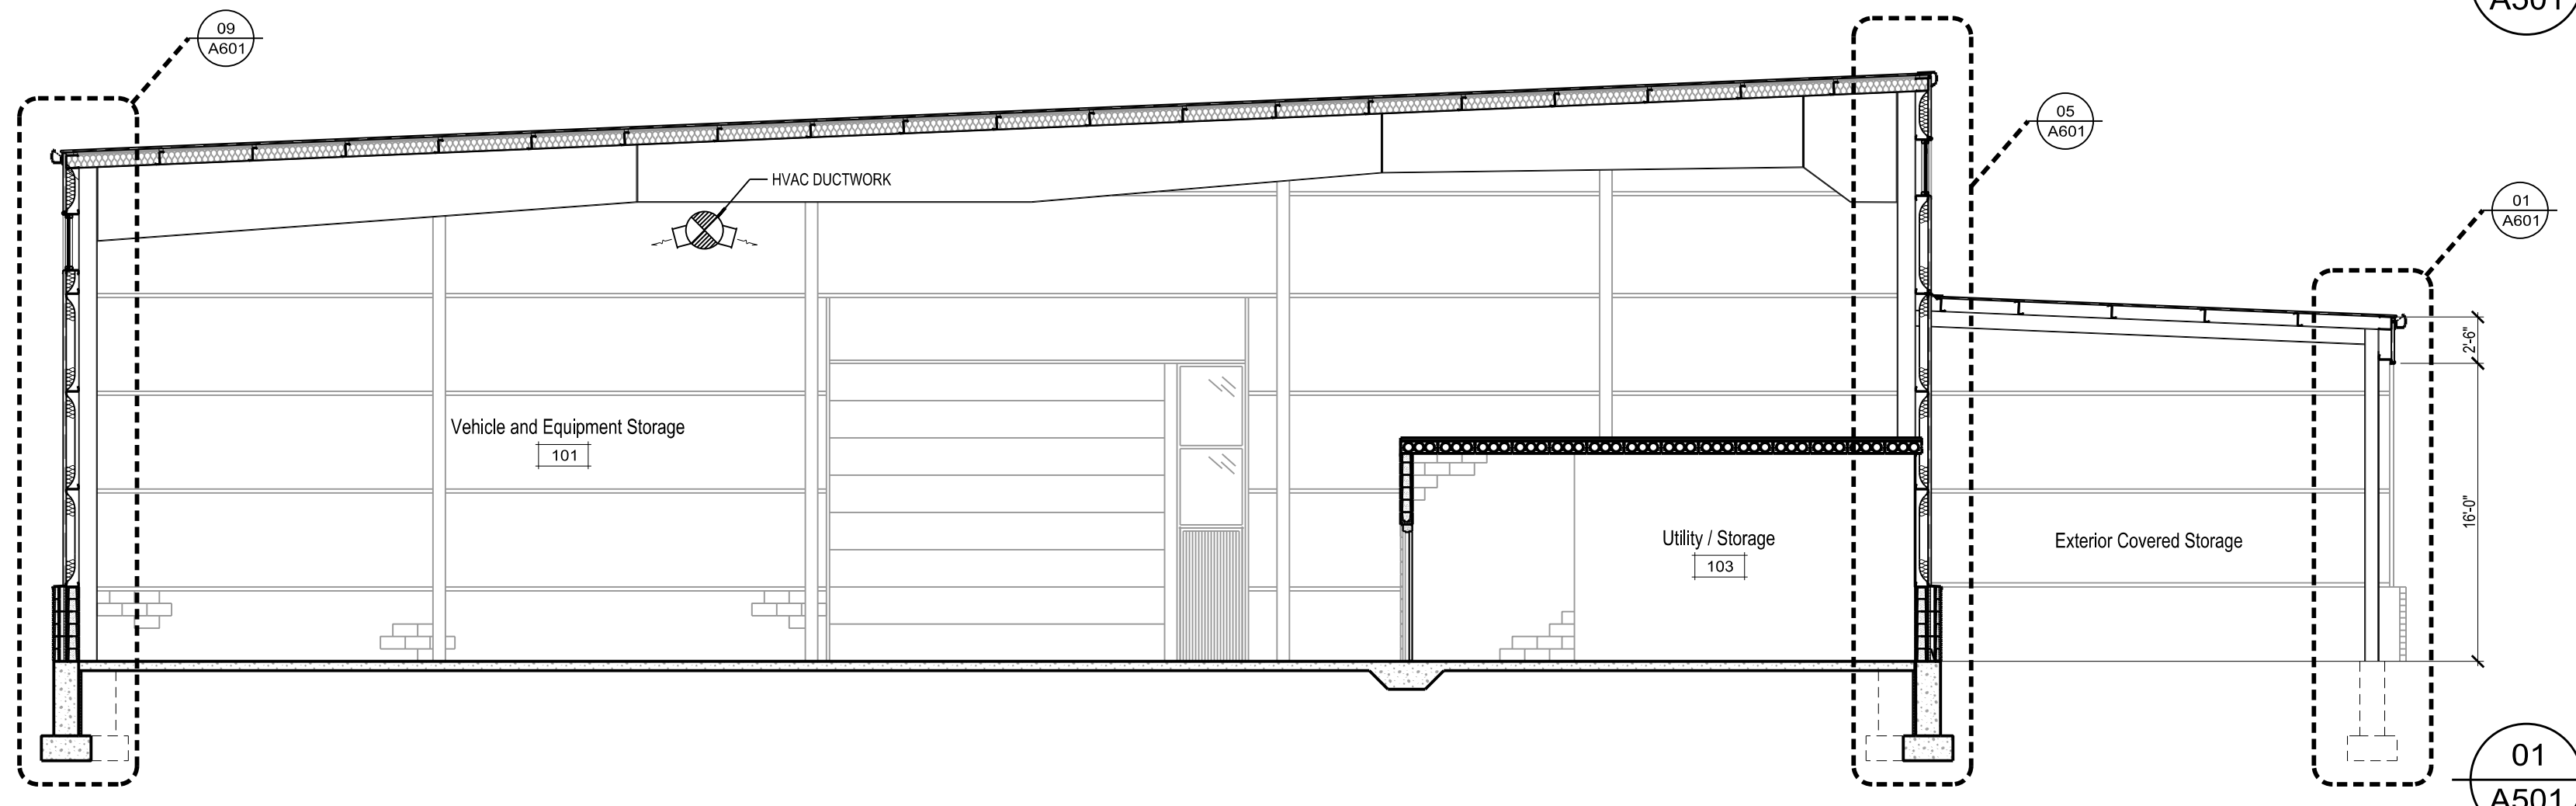 A501
09
A601
05
A601
HVAC DUCTWORK
01
A601
2'-6"
Vehicle and Equipment Storage
101
16'-0"
Utility / Storage
103
Exterior Covered Storage
01
A501